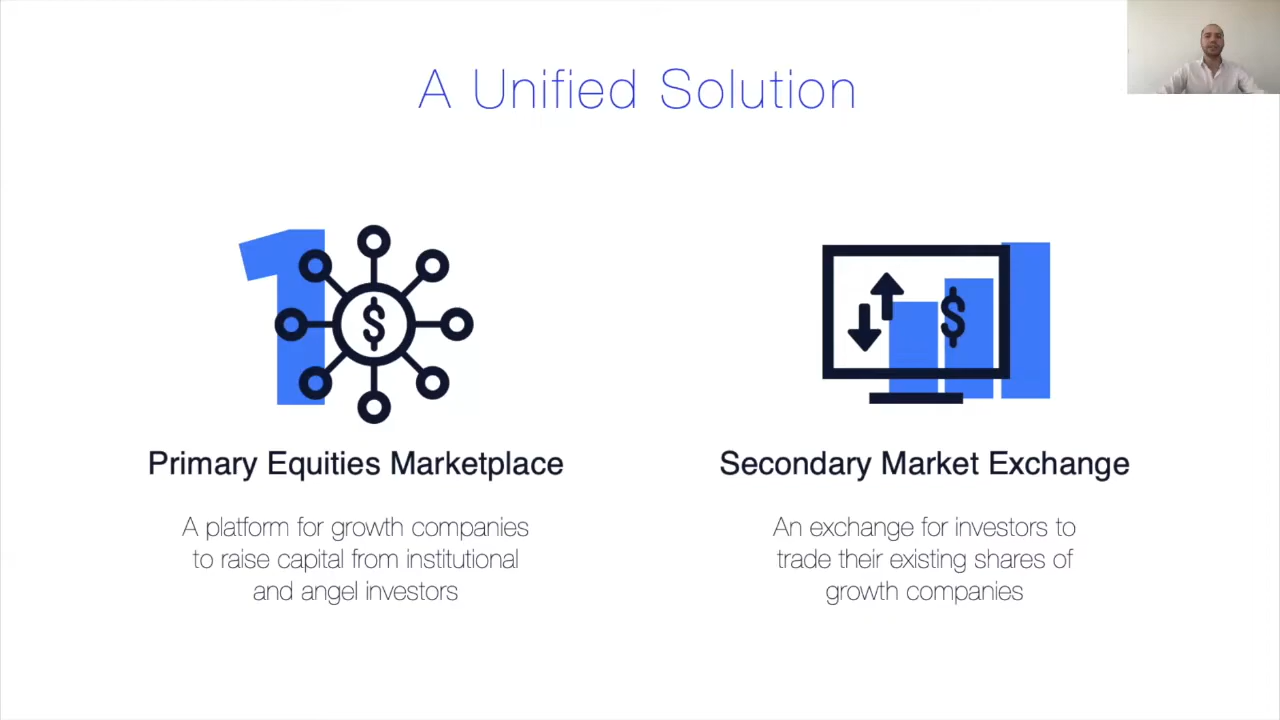 A Unified Solution
1
$
$
Primary Equities Marketplace
A platform for growth companies
to raise capital from institutional
and angel investors
Secondary Market Exchange
An exchange for investors to
trade their existing shares of
growth companies